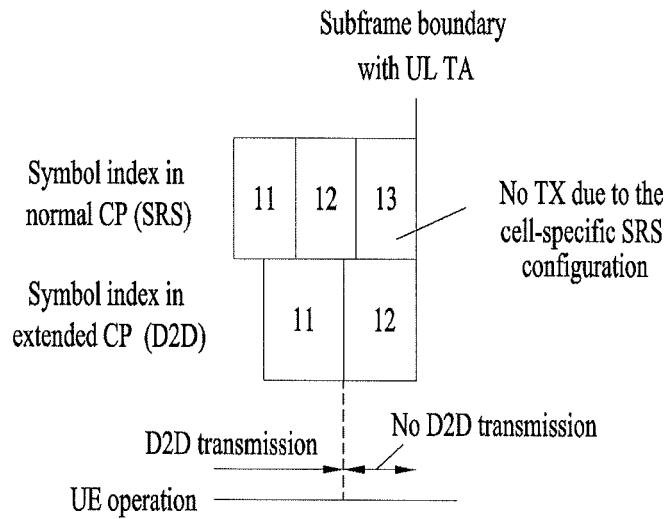 Subframe boundary
with UL TA
Symbol index in
normal CP (SRS)
11 12 13
No TX due to the
cell-specific SRS
configuration
Symbol index in
extended CP (D2D)
11 12
D2D transmission
No D2D transmission
UE operation